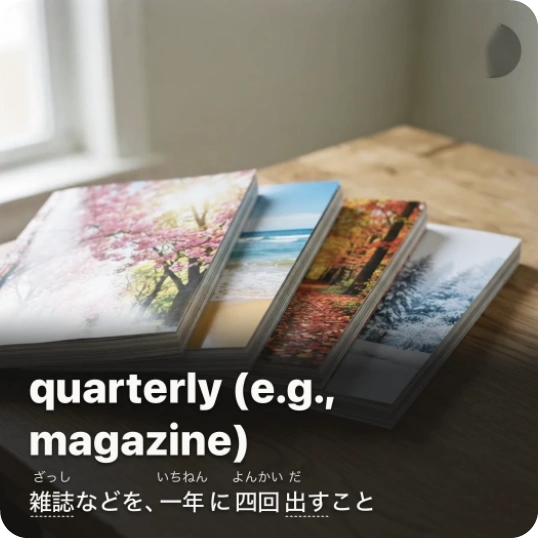 quarterly (e.g.,
magazine)
ざっし いちねん よんかい だ
雑誌などを、一年に四回出すこと